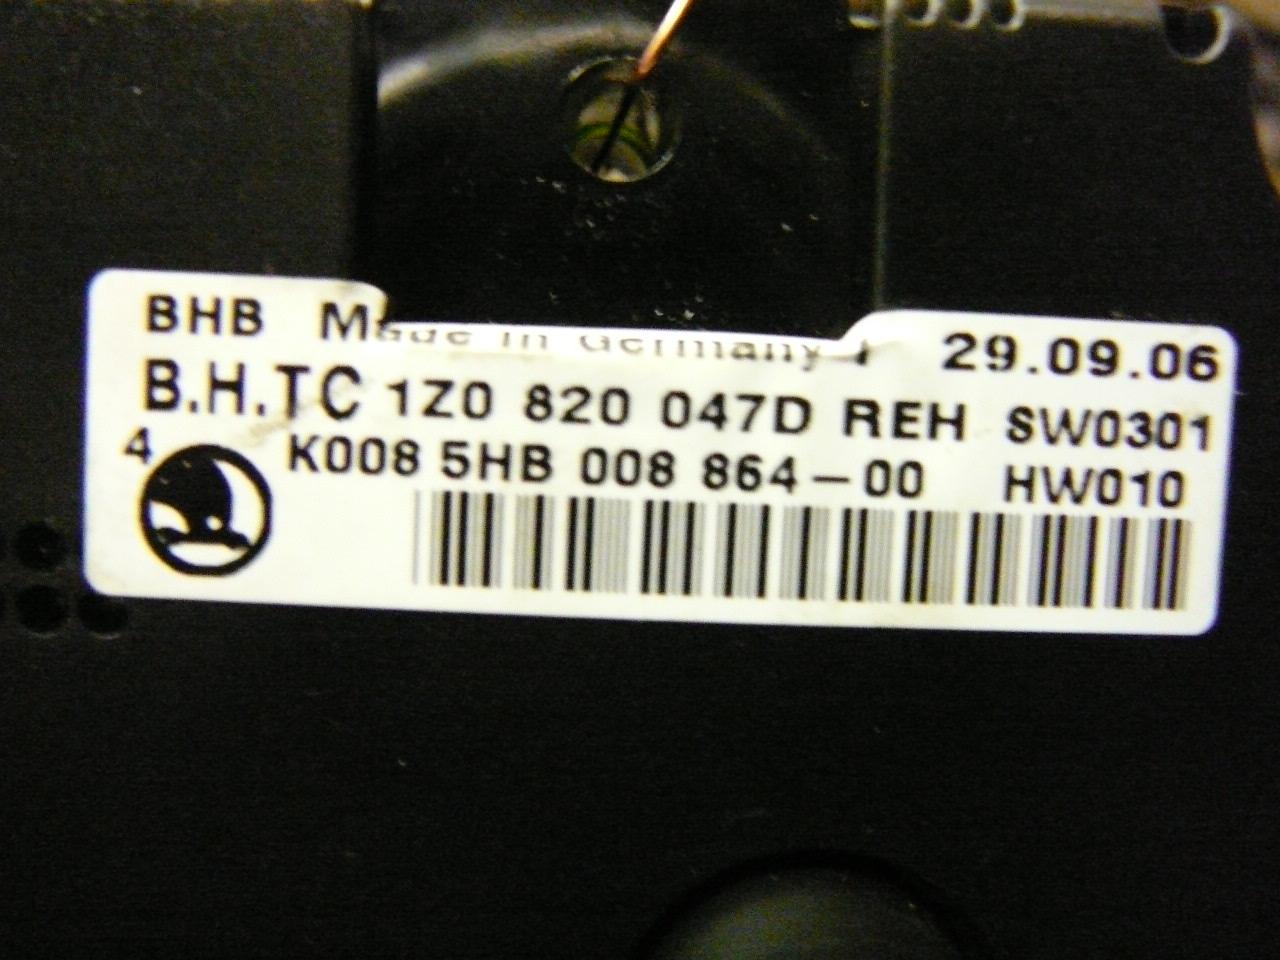 BHB Made in Germany 29.09.06
B.H.TC 1Z0 820 047D REH SW0301
4 K008 5HB 008 864-00 HW010